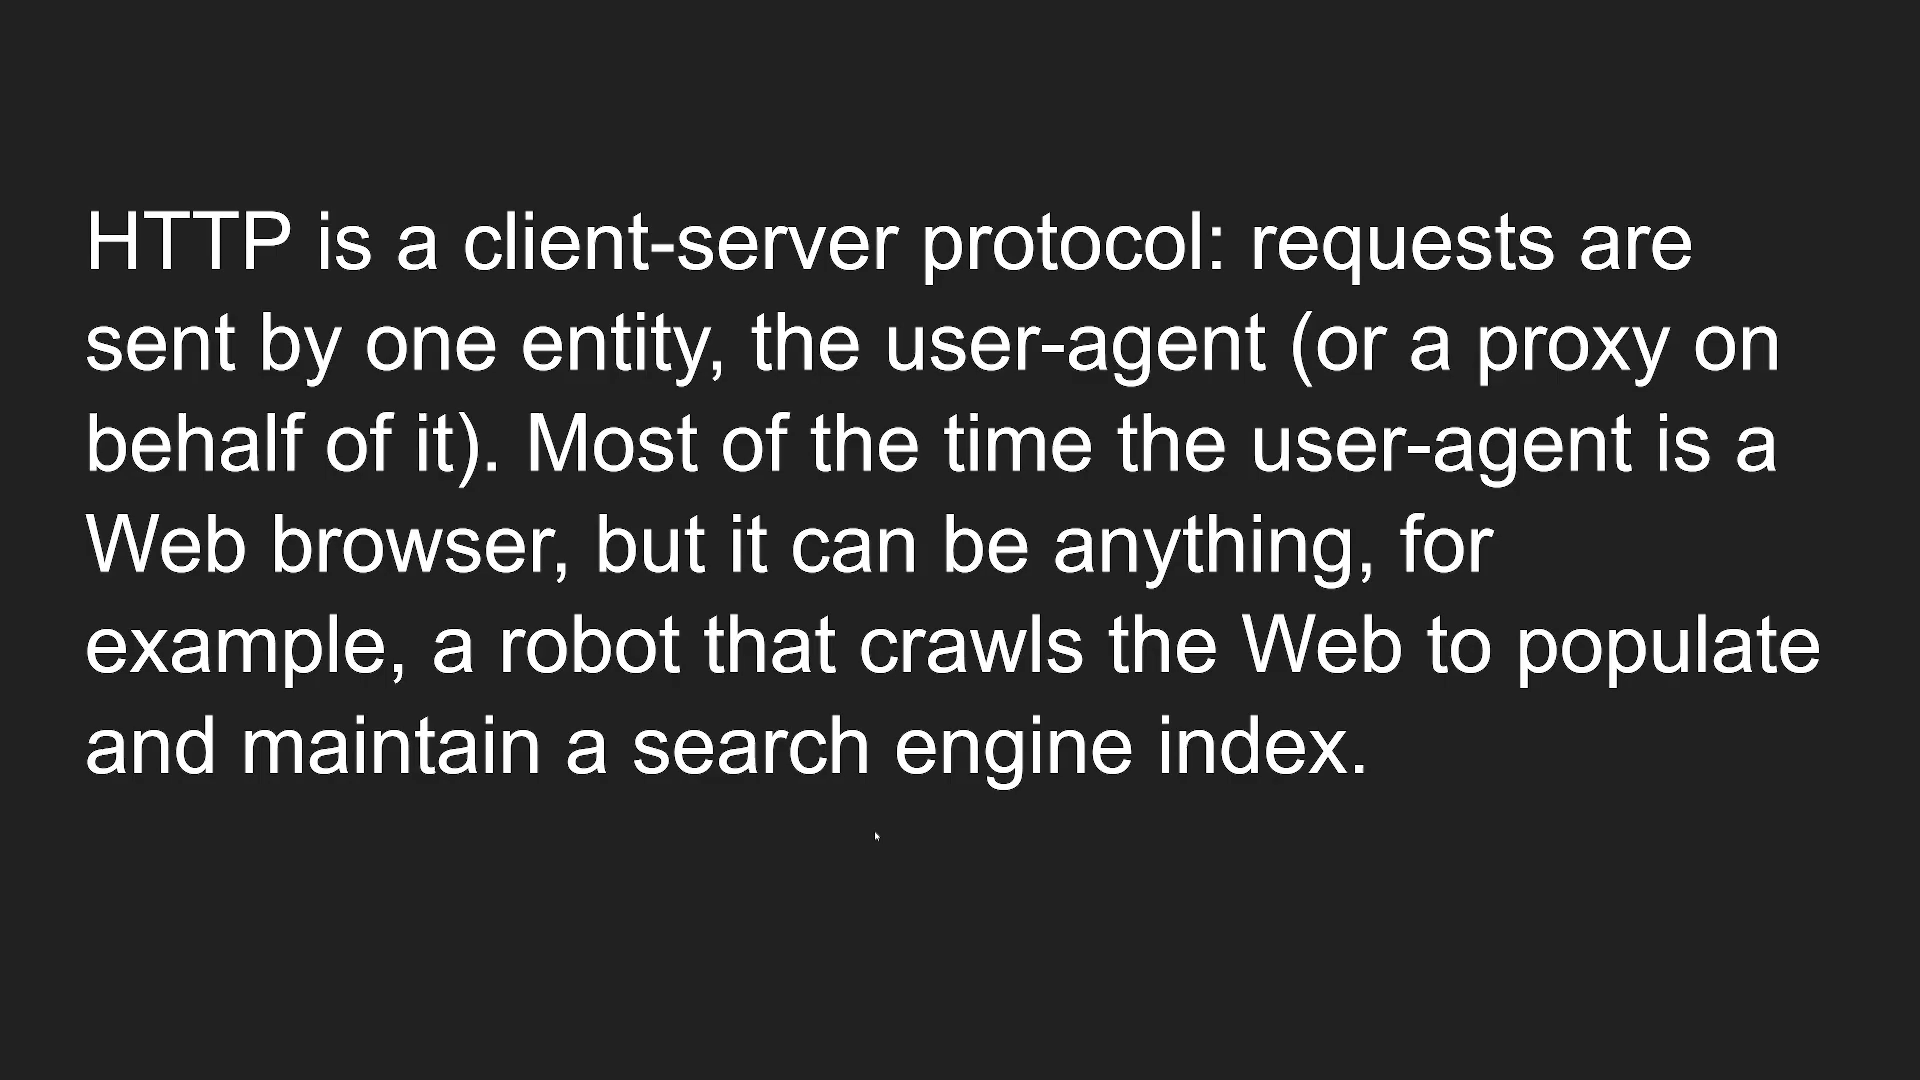 HTTP is a client-server protocol: requests are
sent by one entity, the user-agent (or a proxy on
behalf of it). Most of the time the user-agent is a
Web browser, but it can be anything, for
example, a robot that crawls the Web to populate
and maintain a search engine index.